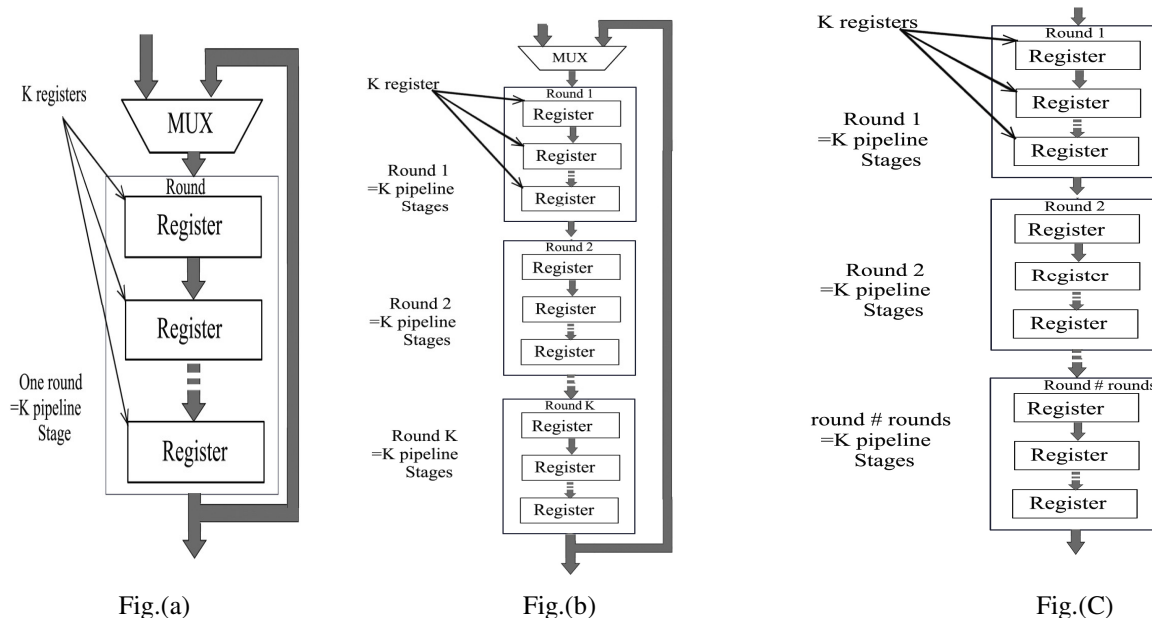 K registers
MUX
Round
Register
Register
One round
=K pipeline
Stage
Register
Fig.(a)
MUX
K register
Round 1
Register
Register
Round 1
=K pipeline
Stages
Register
Round 2
Register
Round 2
=K pipeline
Stages
Register
Register
Round K
Register
Round K
=K pipeline
Stages
Register
Register
Fig.(b)
K registers
Round 1
Register
Register
Round 1
=K pipeline
Stages
Register
Round 2
Register
Round 2
=K pipeline
Stages
Register
Register
Round # rounds
Register
round # rounds
=K pipeline
Stages
Register
Register
Fig.(C)